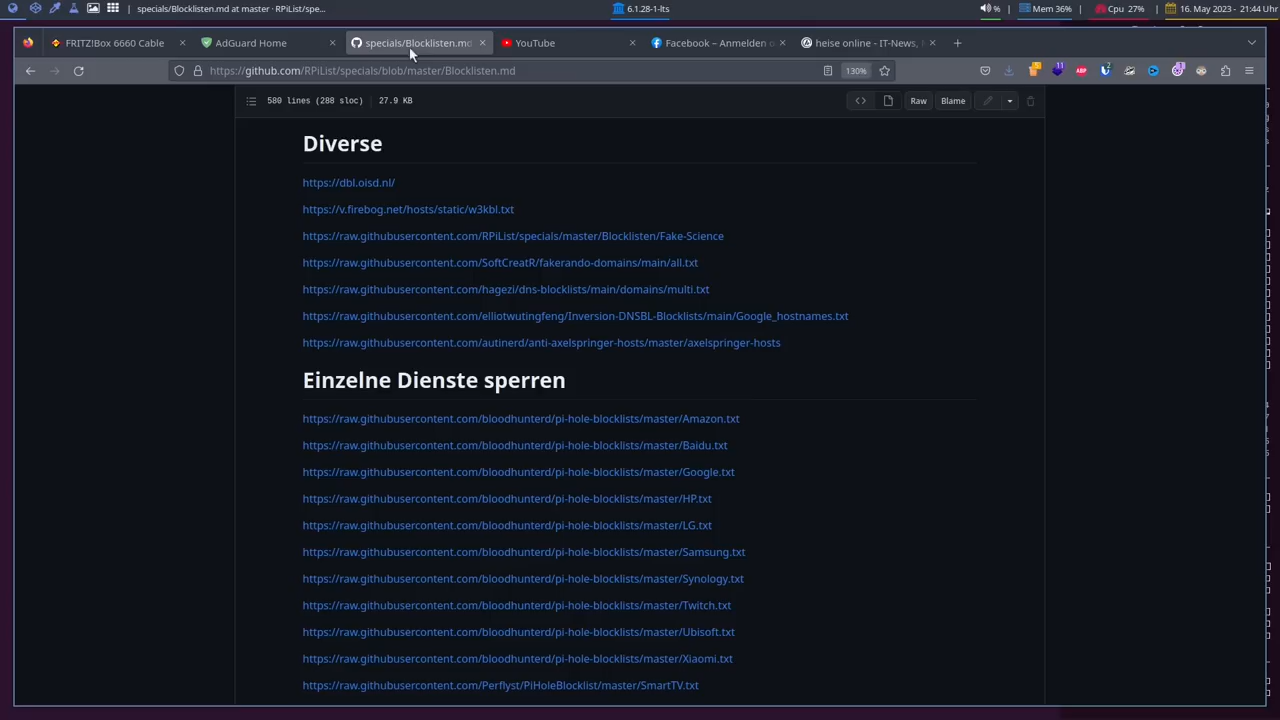 specials/Blocklisten.md at master · RPiList/spe...
6.1.28-1-lts
%
Mem 36%
Cpu 27%
16. May 2023 - 21:44 Uhr
FRITZ!Box 6660 Cable
AdGuard Home
specials/Blocklisten.md
YouTube
Facebook – Anmelden o
heise online - IT-News,
https://github.com/RPiList/specials/blob/master/Blocklisten.md
130%
580 lines (288 sloc) 27.9 KB
Raw
Blame
Diverse
https://dbl.oisd.nl/
https://v.firebog.net/hosts/static/w3kbl.txt
https://raw.githubusercontent.com/RPiList/specials/master/Blocklisten/Fake-Science
https://raw.githubusercontent.com/SoftCreatR/fakerando-domains/main/all.txt
https://raw.githubusercontent.com/hagezi/dns-blocklists/main/domains/multi.txt
https://raw.githubusercontent.com/elliotwutingfeng/Inversion-DNSBL-Blocklists/main/Google_hostnames.txt
https://raw.githubusercontent.com/autinerd/anti-axelspringer-hosts/master/axelspringer-hosts
Einzelne Dienste sperren
https://raw.githubusercontent.com/bloodhunterd/pi-hole-blocklists/master/Amazon.txt
https://raw.githubusercontent.com/bloodhunterd/pi-hole-blocklists/master/Baidu.txt
https://raw.githubusercontent.com/bloodhunterd/pi-hole-blocklists/master/Google.txt
https://raw.githubusercontent.com/bloodhunterd/pi-hole-blocklists/master/HP.txt
https://raw.githubusercontent.com/bloodhunterd/pi-hole-blocklists/master/LG.txt
https://raw.githubusercontent.com/bloodhunterd/pi-hole-blocklists/master/Samsung.txt
https://raw.githubusercontent.com/bloodhunterd/pi-hole-blocklists/master/Synology.txt
https://raw.githubusercontent.com/bloodhunterd/pi-hole-blocklists/master/Twitch.txt
https://raw.githubusercontent.com/bloodhunterd/pi-hole-blocklists/master/Ubisoft.txt
https://raw.githubusercontent.com/bloodhunterd/pi-hole-blocklists/master/Xiaomi.txt
https://raw.githubusercontent.com/Perflyst/PiHoleBlocklist/master/SmartTV.txt